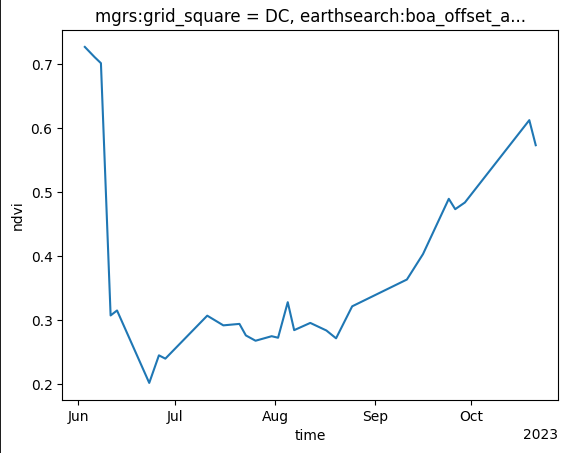 mgrs:grid_square = DC, earthsearch:boa_offset_a...
0.7
0.6
0.5
0.4
0.3
0.2
ndvi
Jun Jul Aug Sep Oct
time
2023